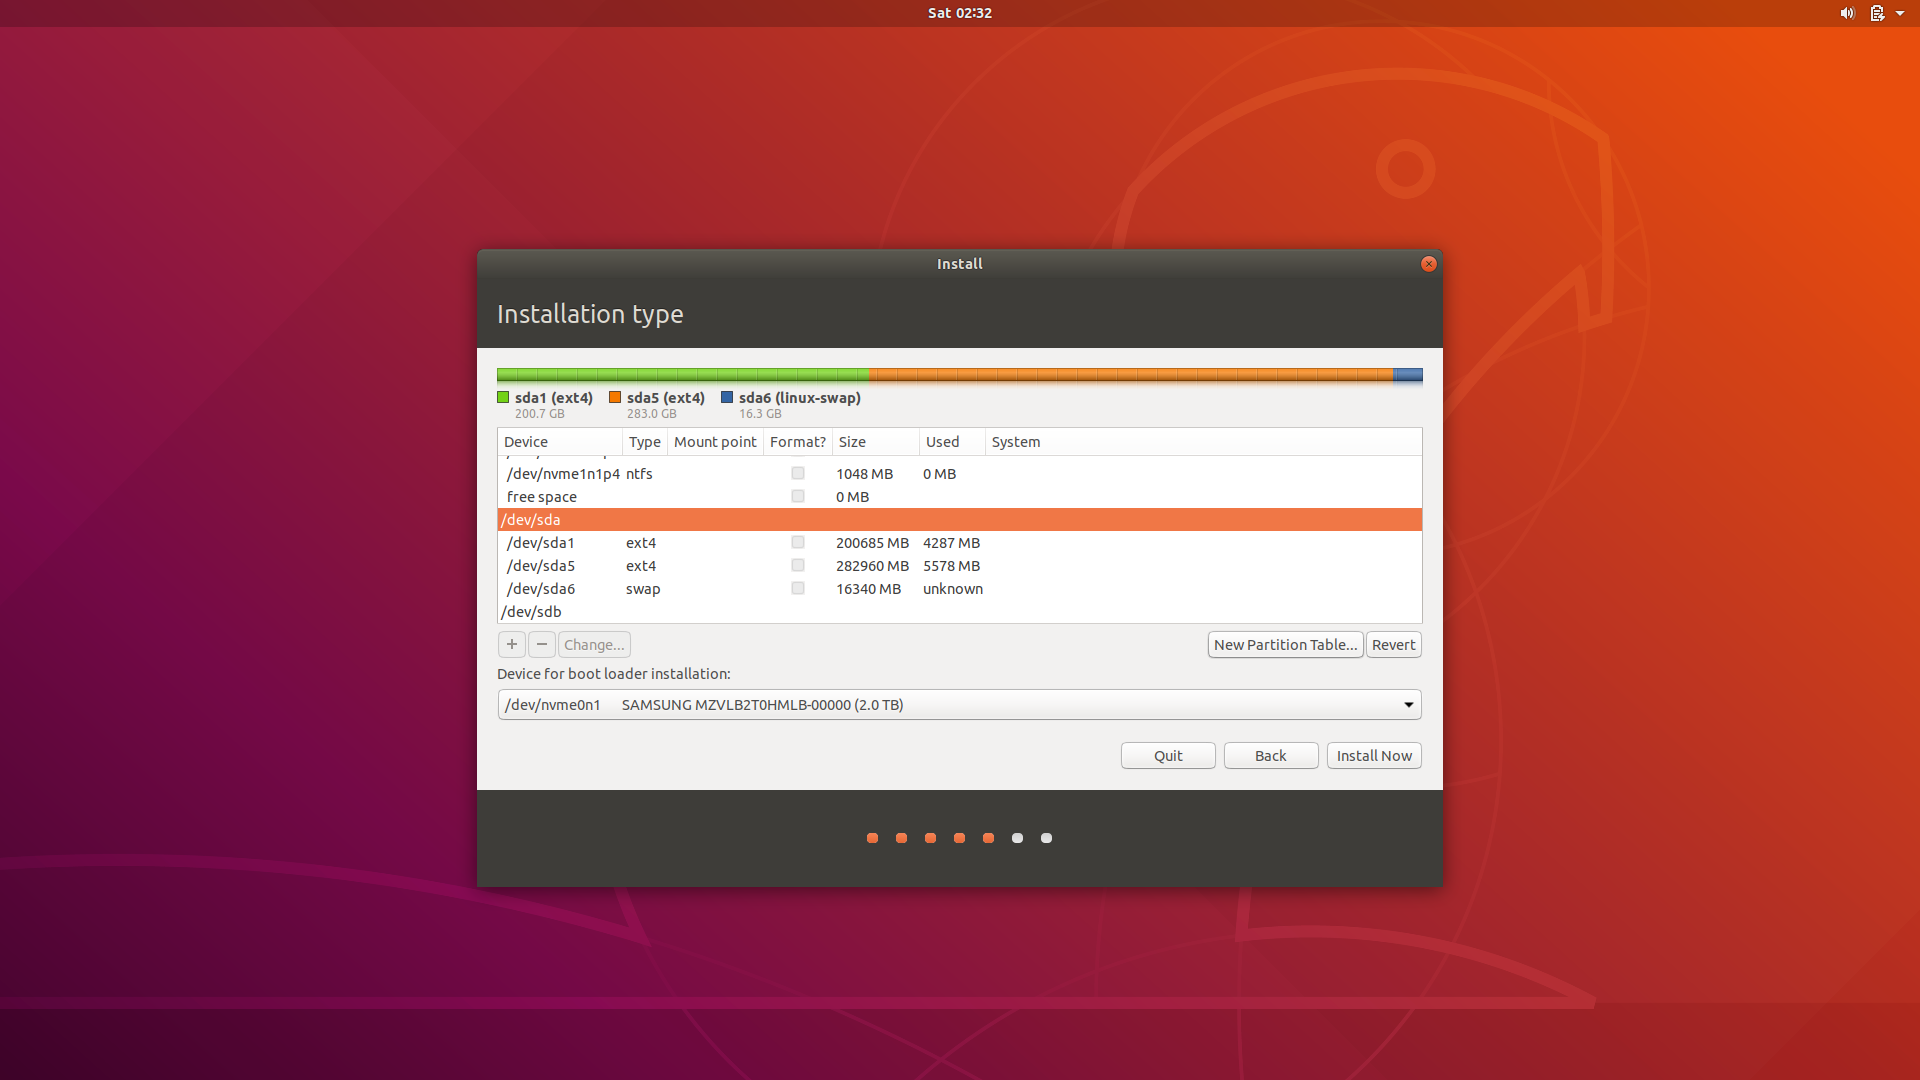 Sat 02:32
Install
Installation type
sda1 (ext4) sda5 (ext4) sda6 (linux-swap)
200.7 GB 283.0 GB 16.3 GB
Device Type Mount point Format? Size Used System
/dev/nvme1n1p4 ntfs 1048 MB 0 MB
free space 0 MB
/dev/sda
/dev/sda1 ext4 200685 MB 4287 MB
/dev/sda5 ext4 282960 MB 5578 MB
/dev/sda6 swap 16340 MB unknown
/dev/sdb
+ − Change... New Partition Table... Revert
Device for boot loader installation:
/dev/nvme0n1 SAMSUNG MZVLB2T0HMLB-00000 (2.0 TB)
Quit Back Install Now